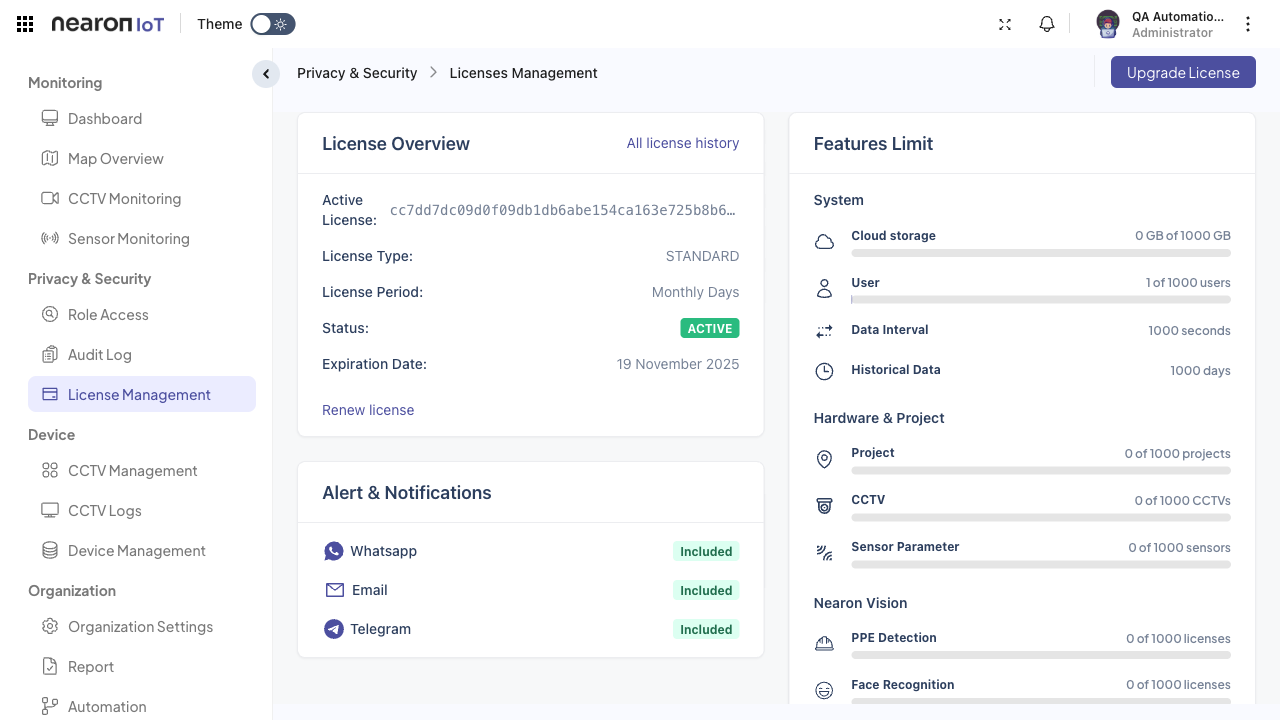 nearon IoT
Theme
QA Automatio...
Administrator
Monitoring
Dashboard
Map Overview
CCTV Monitoring
Sensor Monitoring
Privacy & Security
Role Access
Audit Log
License Management
Device
CCTV Management
CCTV Logs
Device Management
Organization
Organization Settings
Report
Automation
Privacy & Security
Licenses Management
Upgrade License
License Overview
All license history
Active
License:
cc7dd7dc09d0f09db1db6abe154ca163e725b8b6…
License Type:
STANDARD
License Period:
Monthly Days
Status:
ACTIVE
Expiration Date:
19 November 2025
Renew license
Alert & Notifications
Whatsapp
Included
Email
Included
Telegram
Included
Features Limit
System
Cloud storage
0 GB of 1000 GB
User
1 of 1000 users
Data Interval
1000 seconds
Historical Data
1000 days
Hardware & Project
Project
0 of 1000 projects
CCTV
0 of 1000 CCTVs
Sensor Parameter
0 of 1000 sensors
Nearon Vision
PPE Detection
0 of 1000 licenses
Face Recognition
0 of 1000 licenses